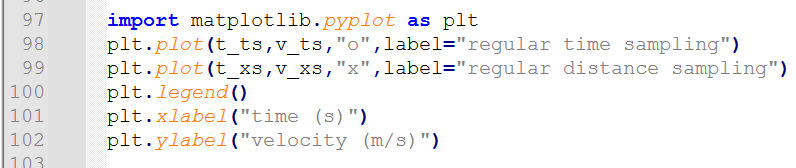 97 import matplotlib.pyplot as plt
98 plt.plot(t_ts,v_ts,"o",label="regular time sampling")
99 plt.plot(t_xs,v_xs,"x",label="regular distance sampling")
100 plt.legend()
101 plt.xlabel("time (s)")
102 plt.ylabel("velocity (m/s)")
103